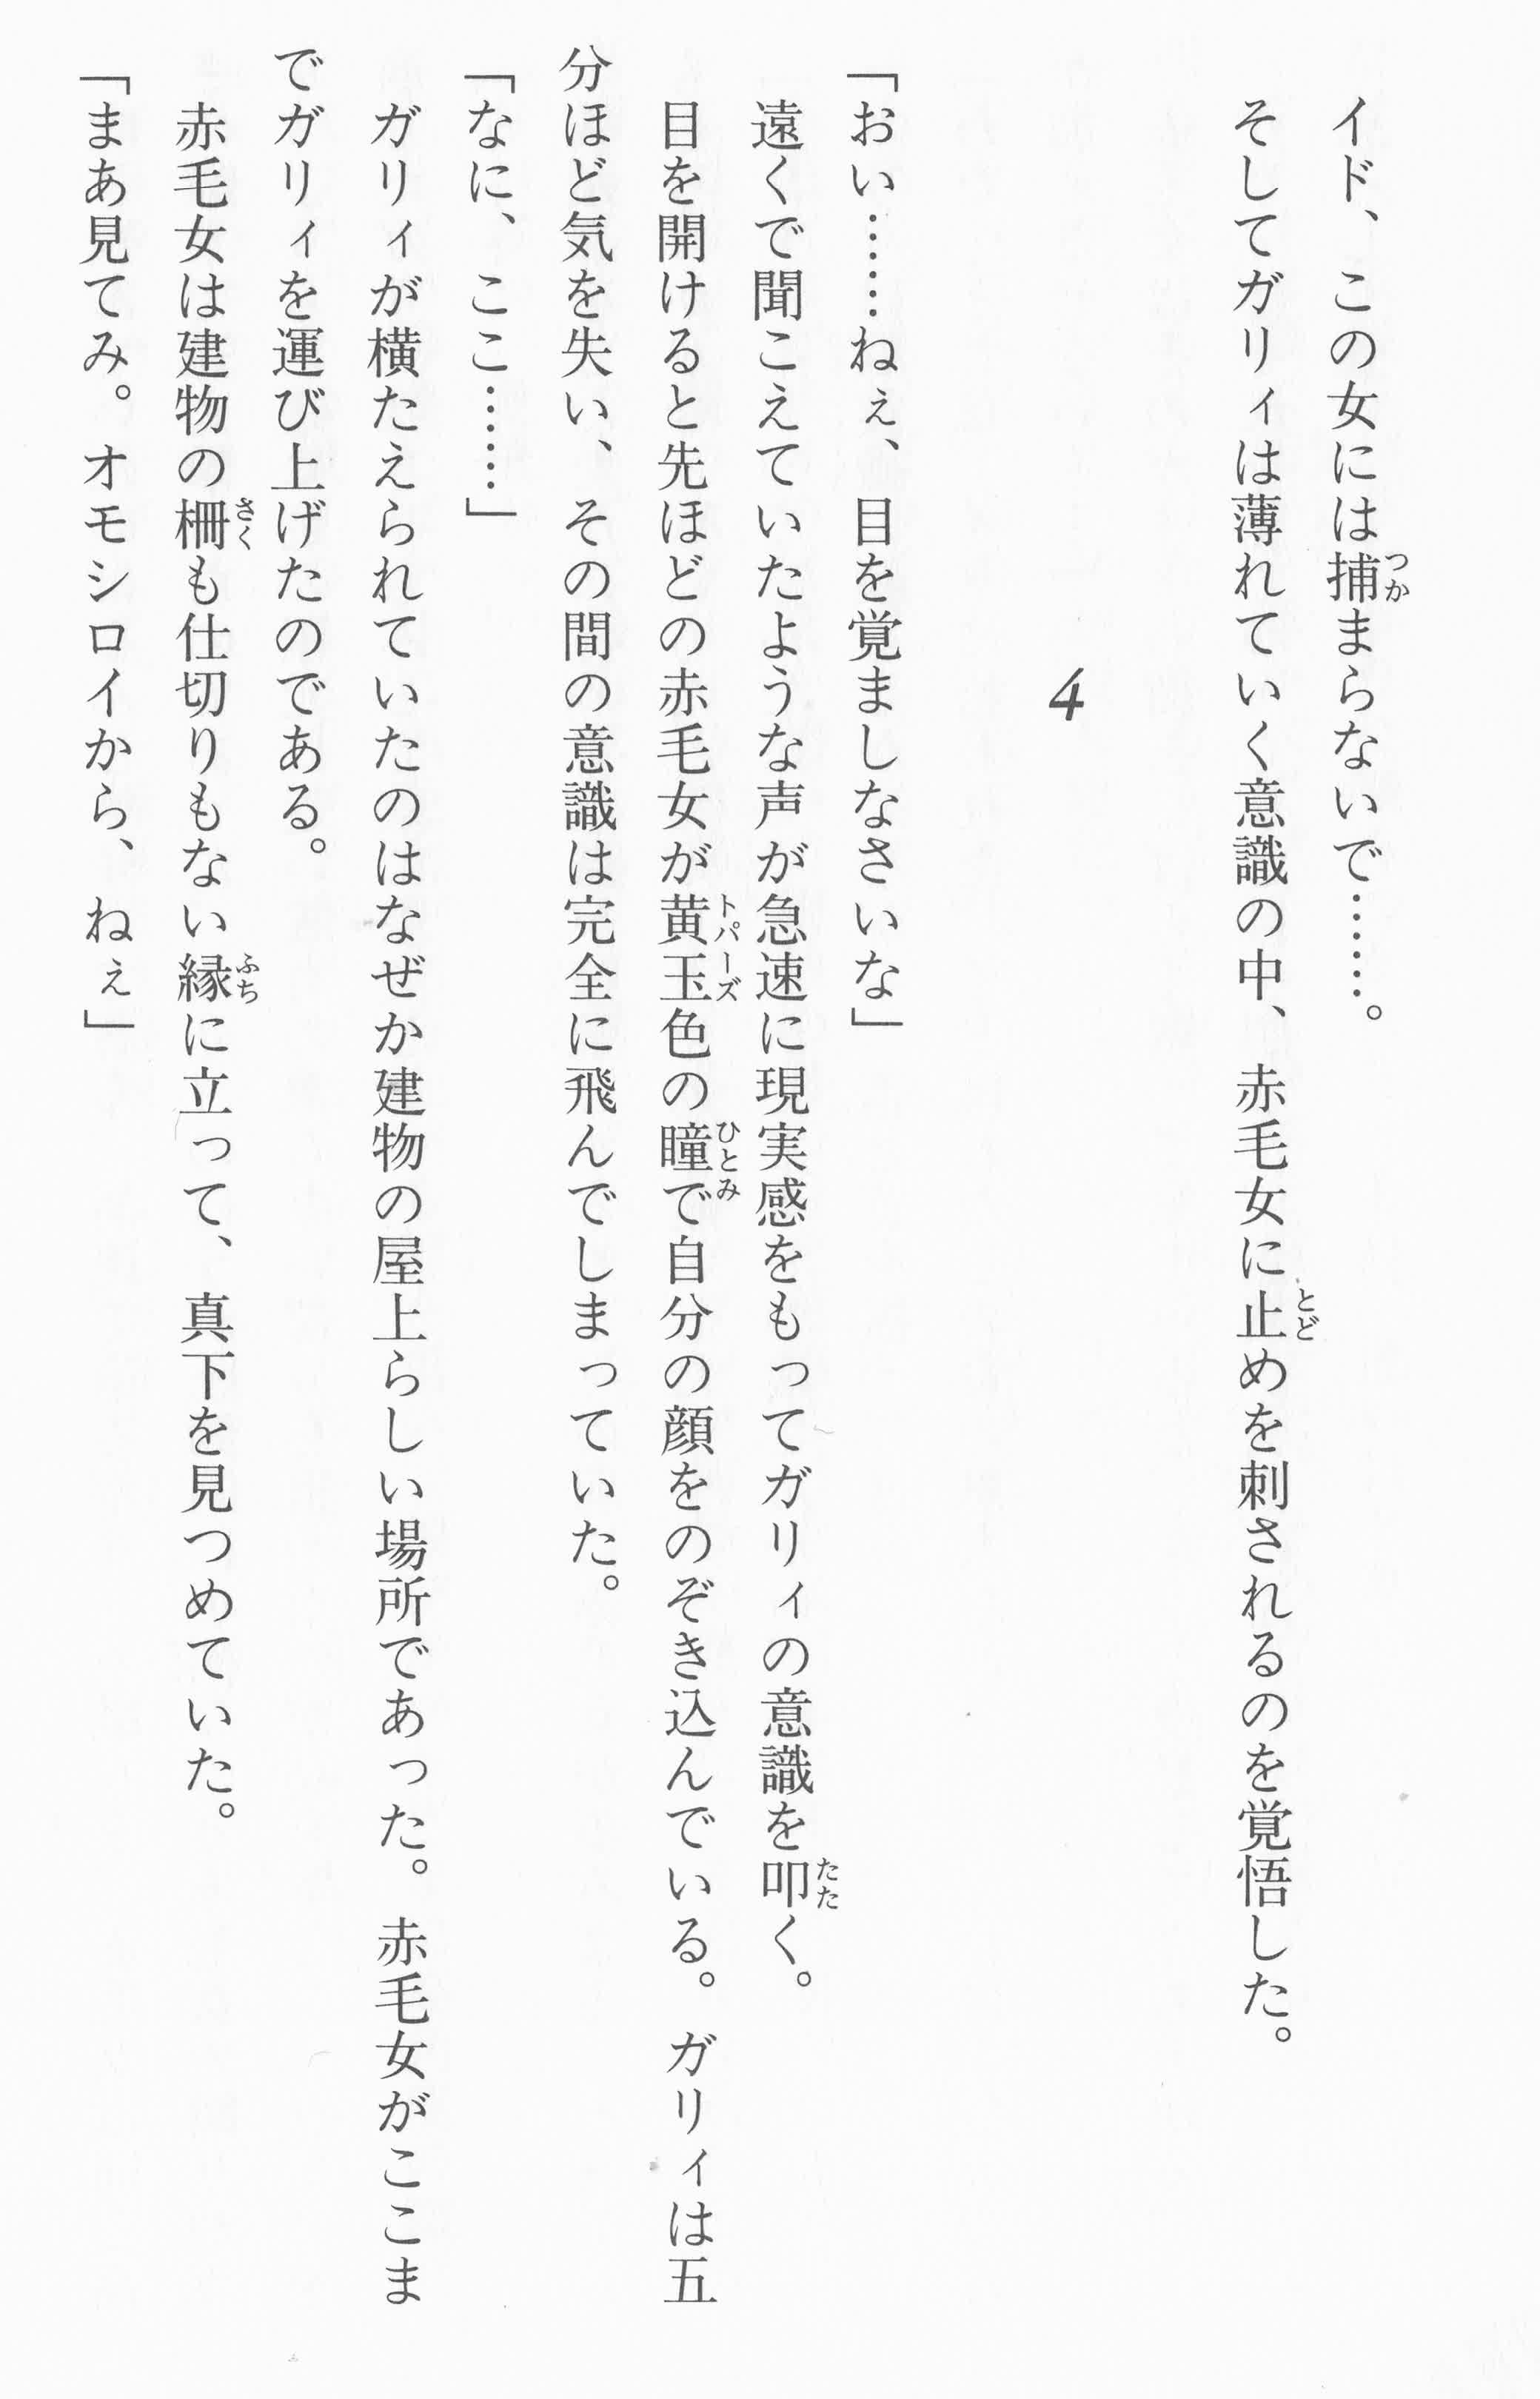 イド、この女には捕まらないで……。
そしてガリィは薄れていく意識の中、赤毛女に止めを刺されるのを覚悟した。
4
「おい……ねぇ、目を覚ましなさいな」
遠くで聞こえていたような声が急速に現実感をもってガリィの意識を叩く。
目を開けると先ほどの赤毛女が黄玉色の瞳で自分の顔をのぞき込んでいる。ガリィは五
分ほど気を失い、その間の意識は完全に飛んでしまっていた。
「なに、ここ……」
ガリィが横たえられていたのはなぜか建物の屋上らしい場所であった。赤毛女がここま
でガリィを運び上げたのである。
赤毛女は建物の柵も仕切りもない縁に立って、真下を見つめていた。
「まあ見てみ。オモシロイから、ねぇ」